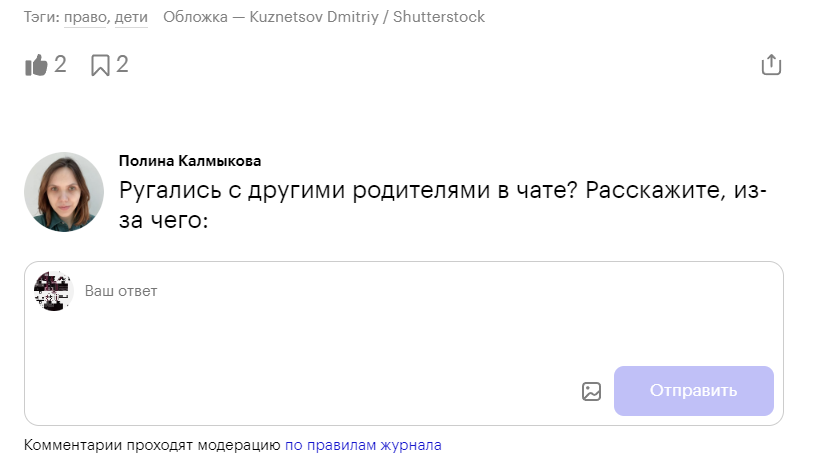 Тэги: право, дети Обложка — Kuznetsov Dmitriy / Shutterstock
2 2
Полина Калмыкова
Ругались с другими родителями в чате? Расскажите, из-
за чего:
Ваш ответ
Отправить
Комментарии проходят модерацию по правилам журнала